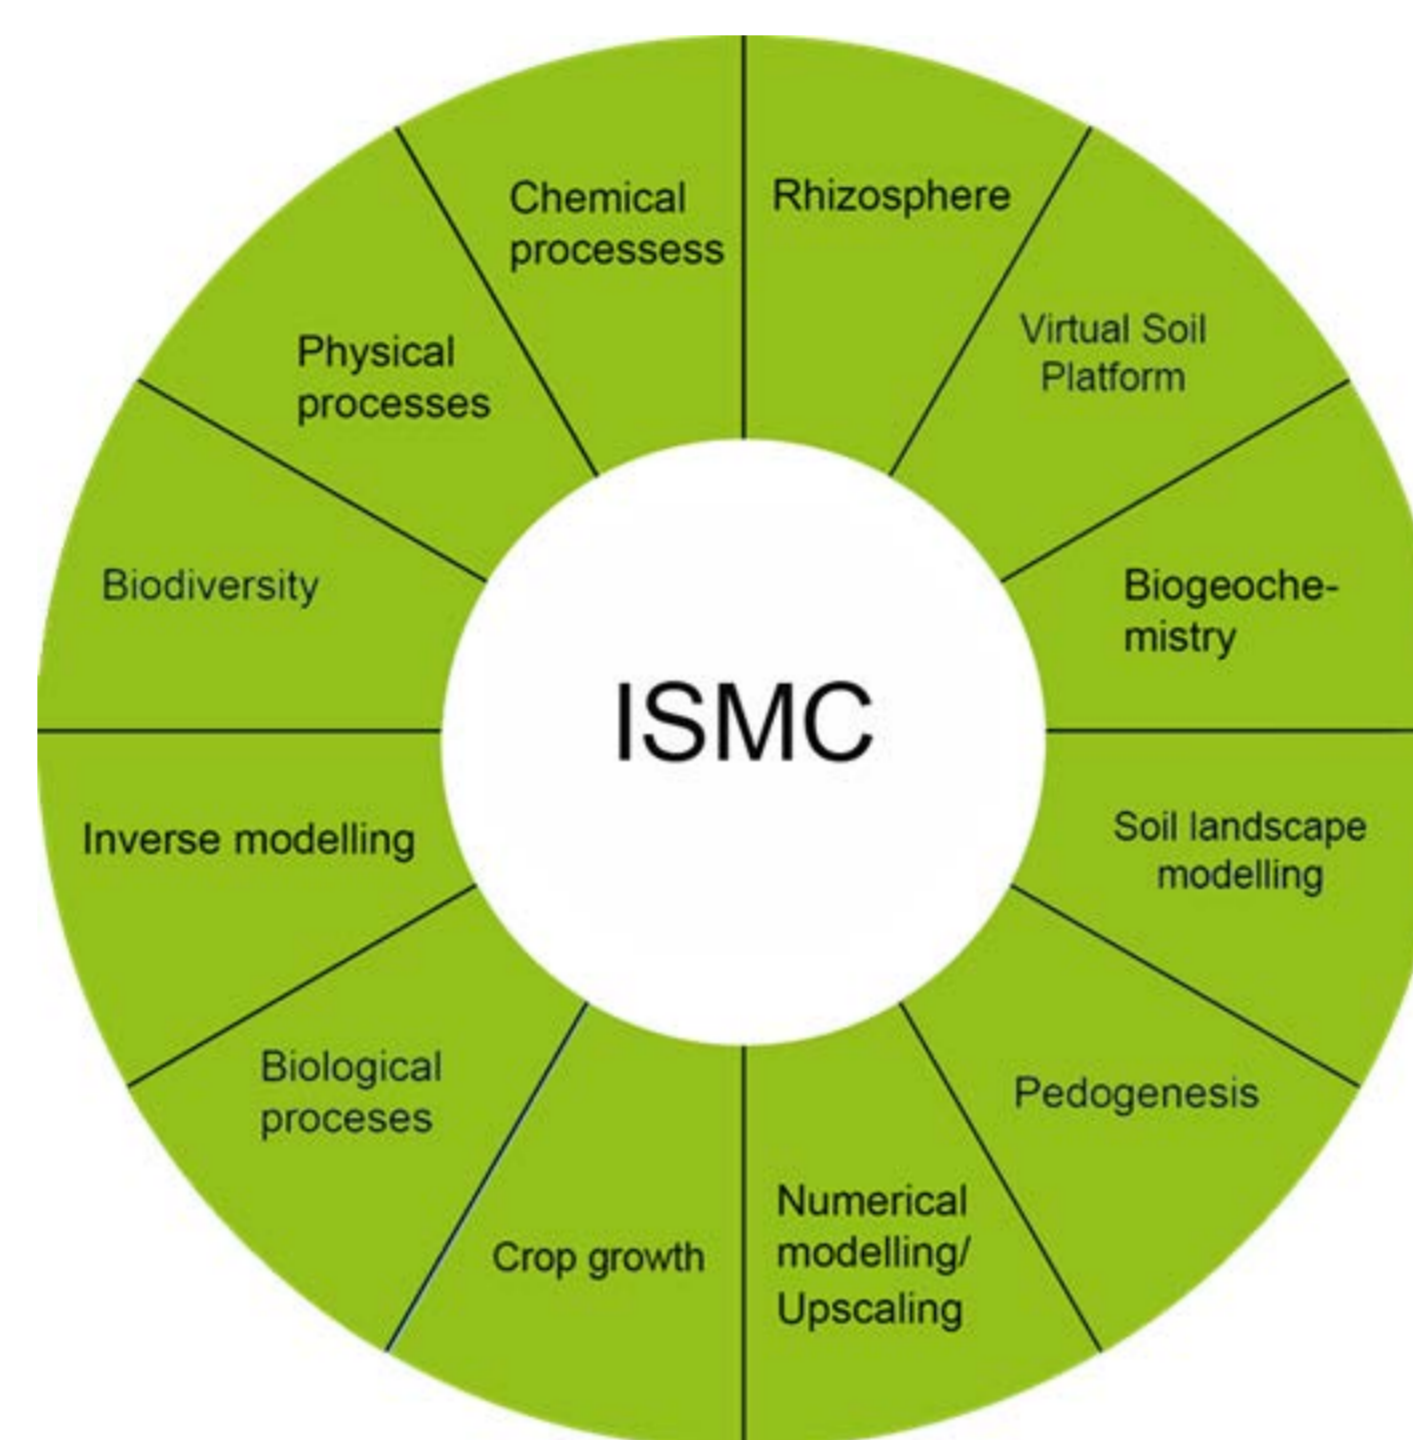 Chemical
processess
Rhizosphere
Virtual Soil
Platform
Biogeoche-
mistry
Soil landscape
modelling
Pedogenesis
Numerical
modelling/
Upscaling
Crop growth
Biological
proceses
Inverse modelling
Biodiversity
Physical
processes
ISMC